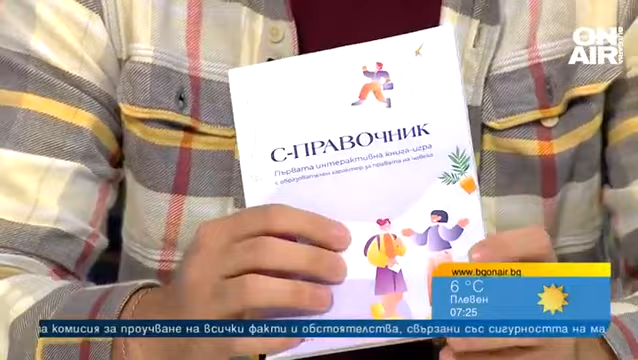 ON
AIR
BULGARIA
С-ПРАВОЧНИК
Първата интерактивна книга-игра
с образователен характер за правата на човека
www.bgonair.bg
6 °C
Плевен
07:25
за комисия за проучване на всички факти и обстоятелства, свързани със сигурността на ма